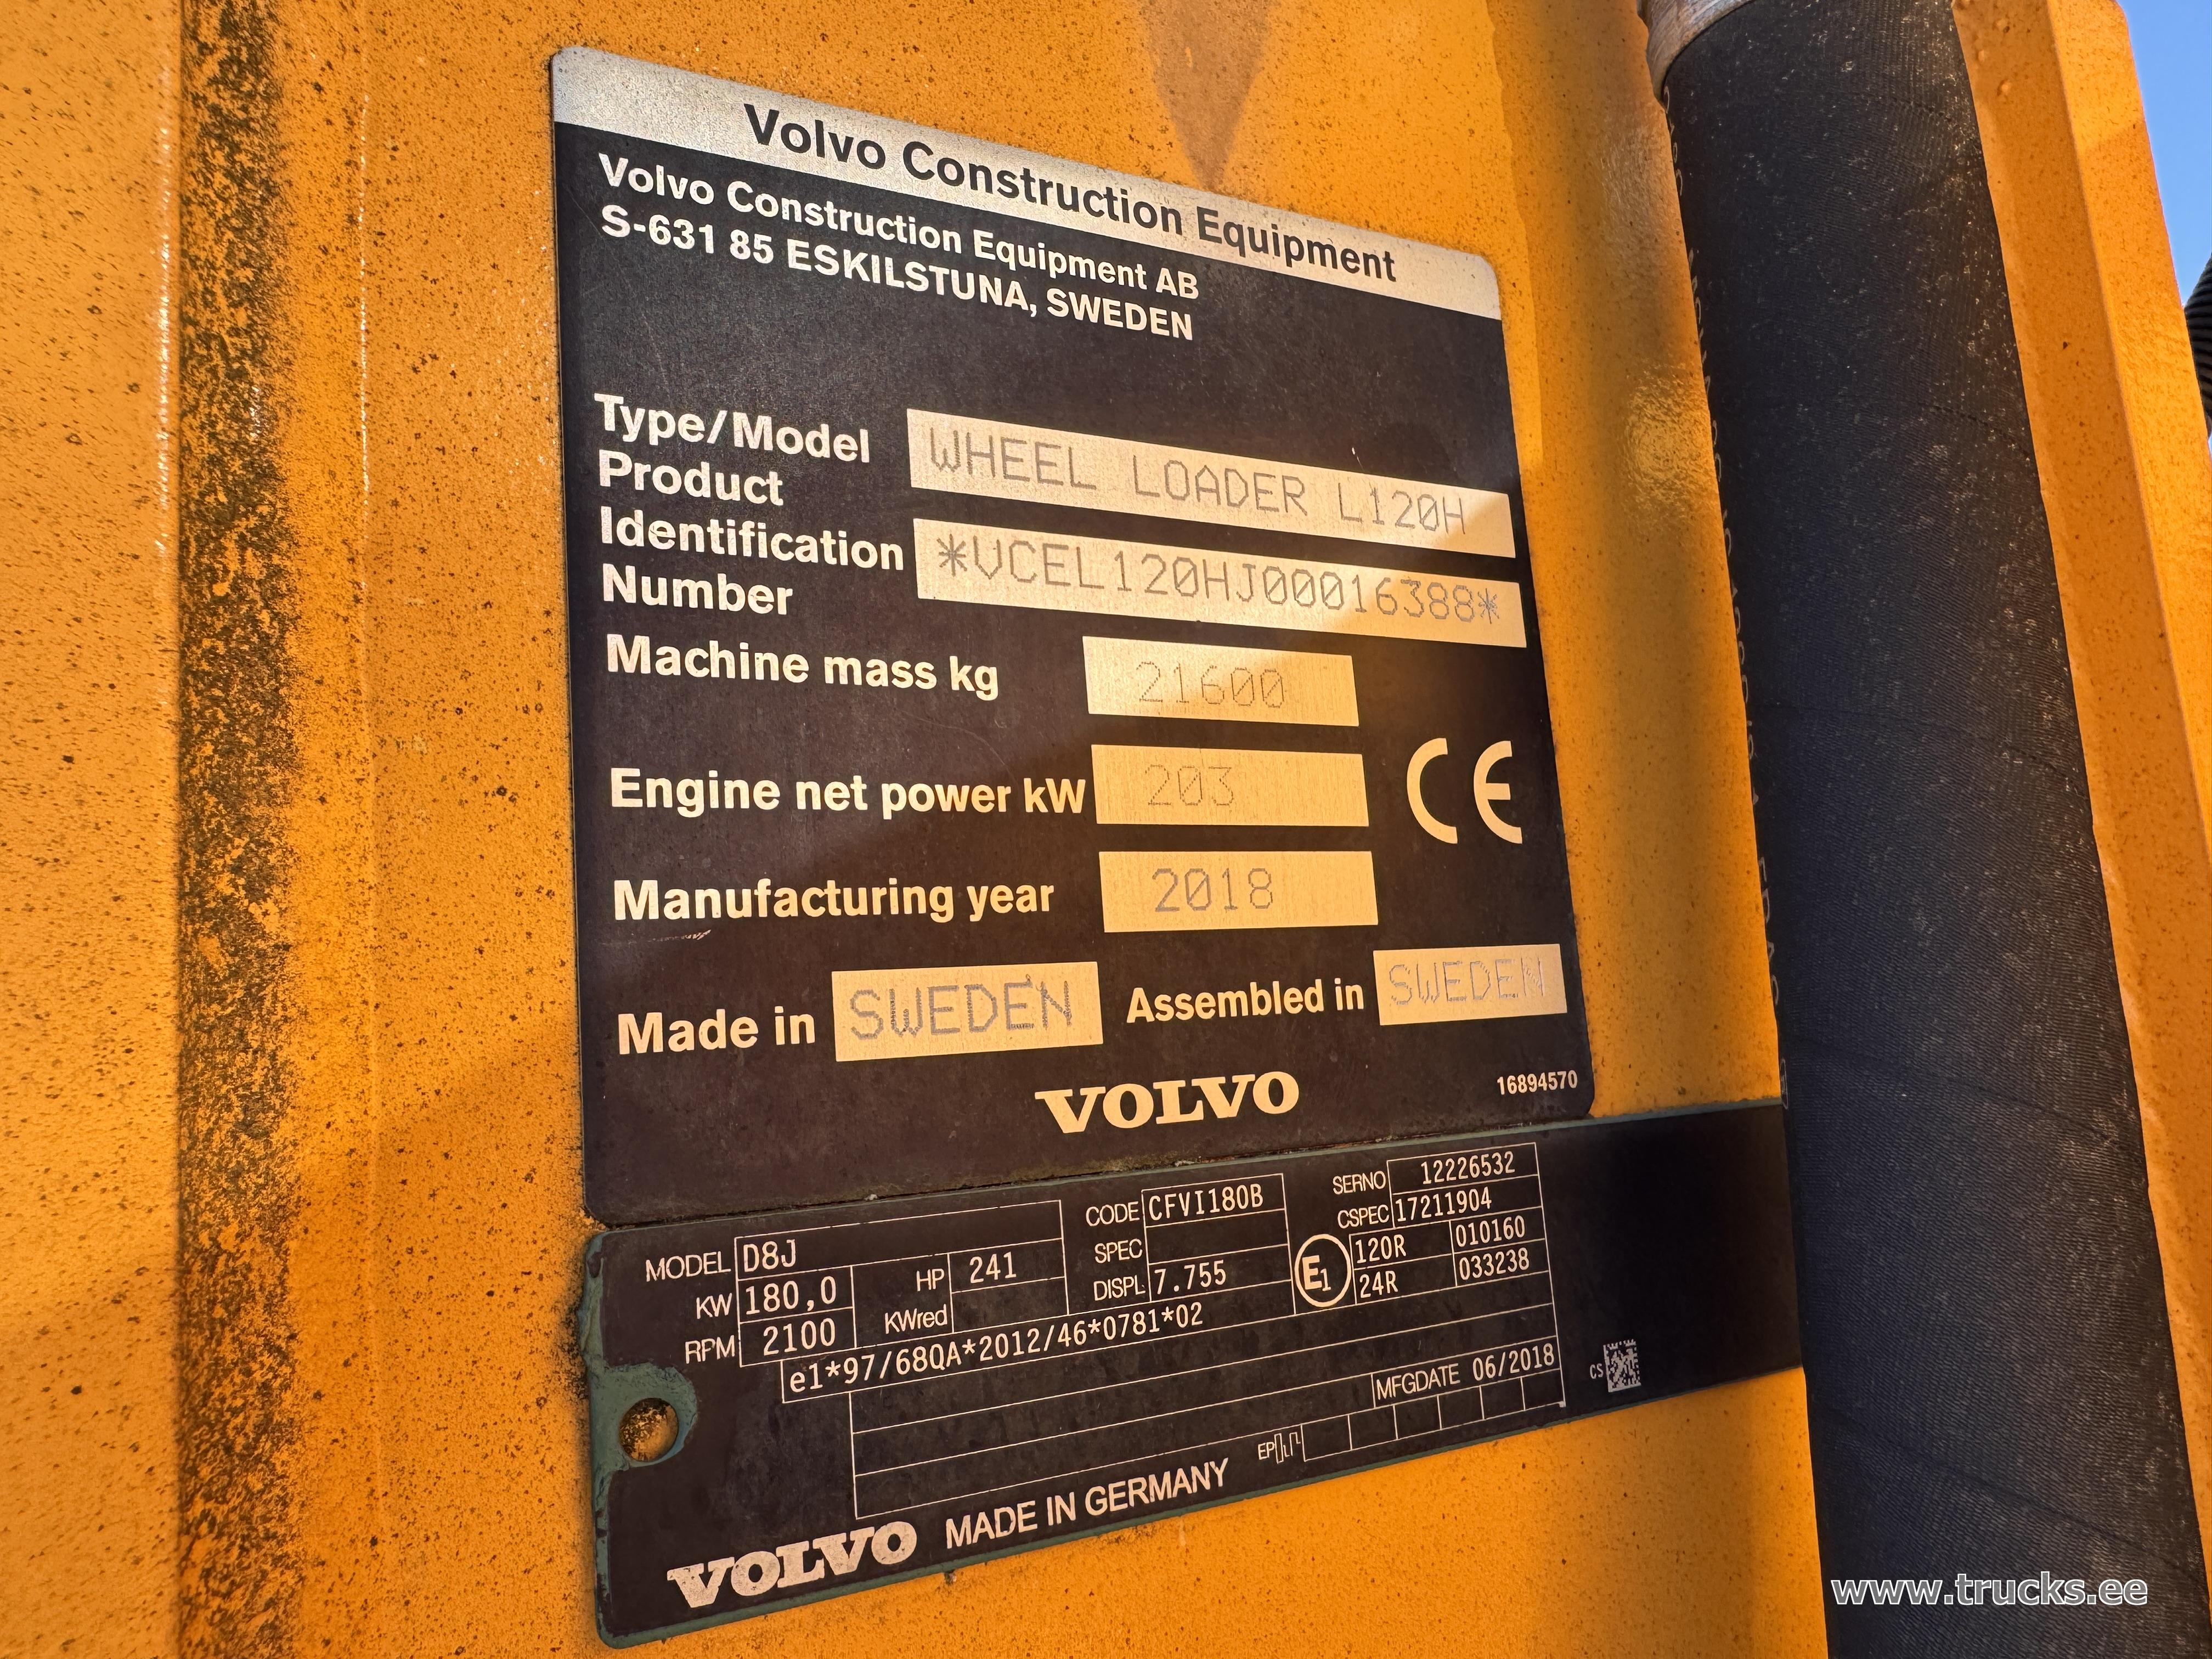 Volvo Construction Equipment
Volvo Construction Equipment AB
S-631 85 ESKILSTUNA, SWEDEN
Type/Model WHEEL LOADER L120H
Product
Identification
Number *VCEL120HJ00016388*
Machine mass kg 21600
Engine net power kW 203
CE
Manufacturing year 2018
Made in SWEDEN Assembled in SWEDEN
VOLVO
16894570
MODEL D8J
KW 180,0 HP 241
RPM 2100 KWred
CODE CFVI180B
SPEC
DISPL 7.755
SERNO 12226532
CSPEC 17211904
E1 120R 010160
24R 033238
e1*97/68QA*2012/46*0781*02
MFGDATE 06/2018
EP
CS
VOLVO MADE IN GERMANY
www.trucks.ee